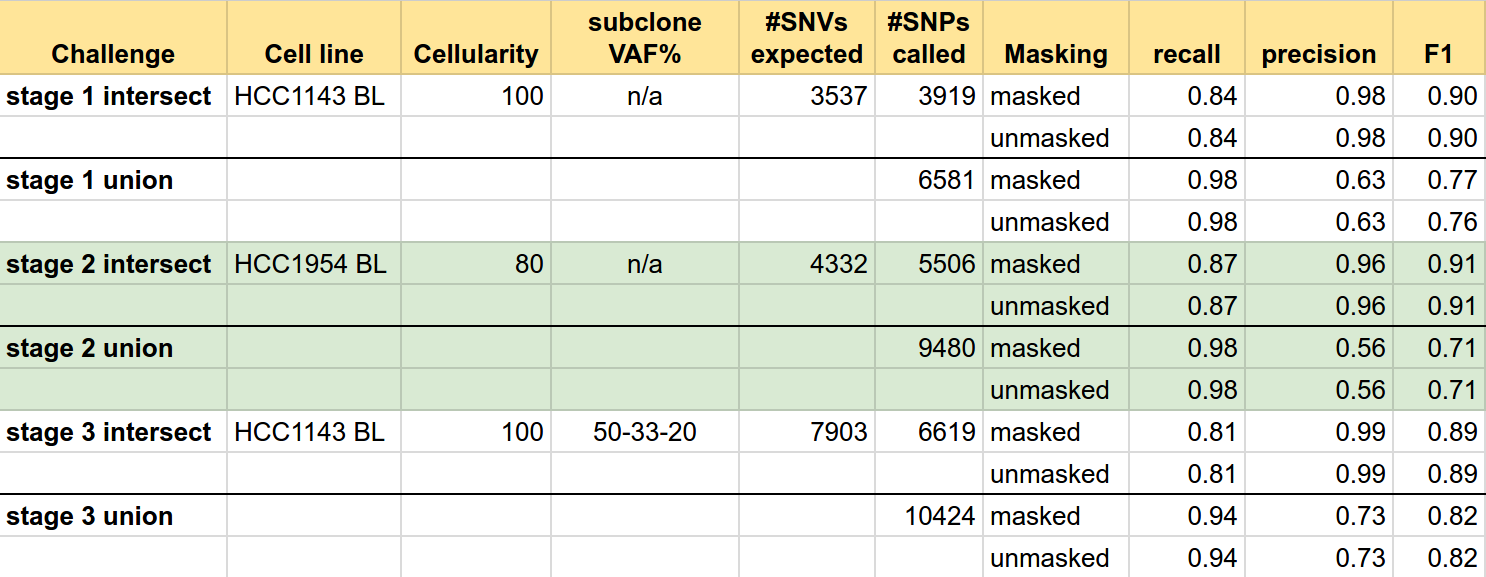 Challenge Cell line Cellularity subclone VAF% #SNVs expected #SNPs called Masking recall precision F1
stage 1 intersect HCC1143 BL 100 n/a 3537 3919 masked 0.84 0.98 0.90
unmasked 0.84 0.98 0.90
stage 1 union 6581 masked 0.98 0.63 0.77
unmasked 0.98 0.63 0.76
stage 2 intersect HCC1954 BL 80 n/a 4332 5506 masked 0.87 0.96 0.91
unmasked 0.87 0.96 0.91
stage 2 union 9480 masked 0.98 0.56 0.71
unmasked 0.98 0.56 0.71
stage 3 intersect HCC1143 BL 100 50-33-20 7903 6619 masked 0.81 0.99 0.89
unmasked 0.81 0.99 0.89
stage 3 union 10424 masked 0.94 0.73 0.82
unmasked 0.94 0.73 0.82